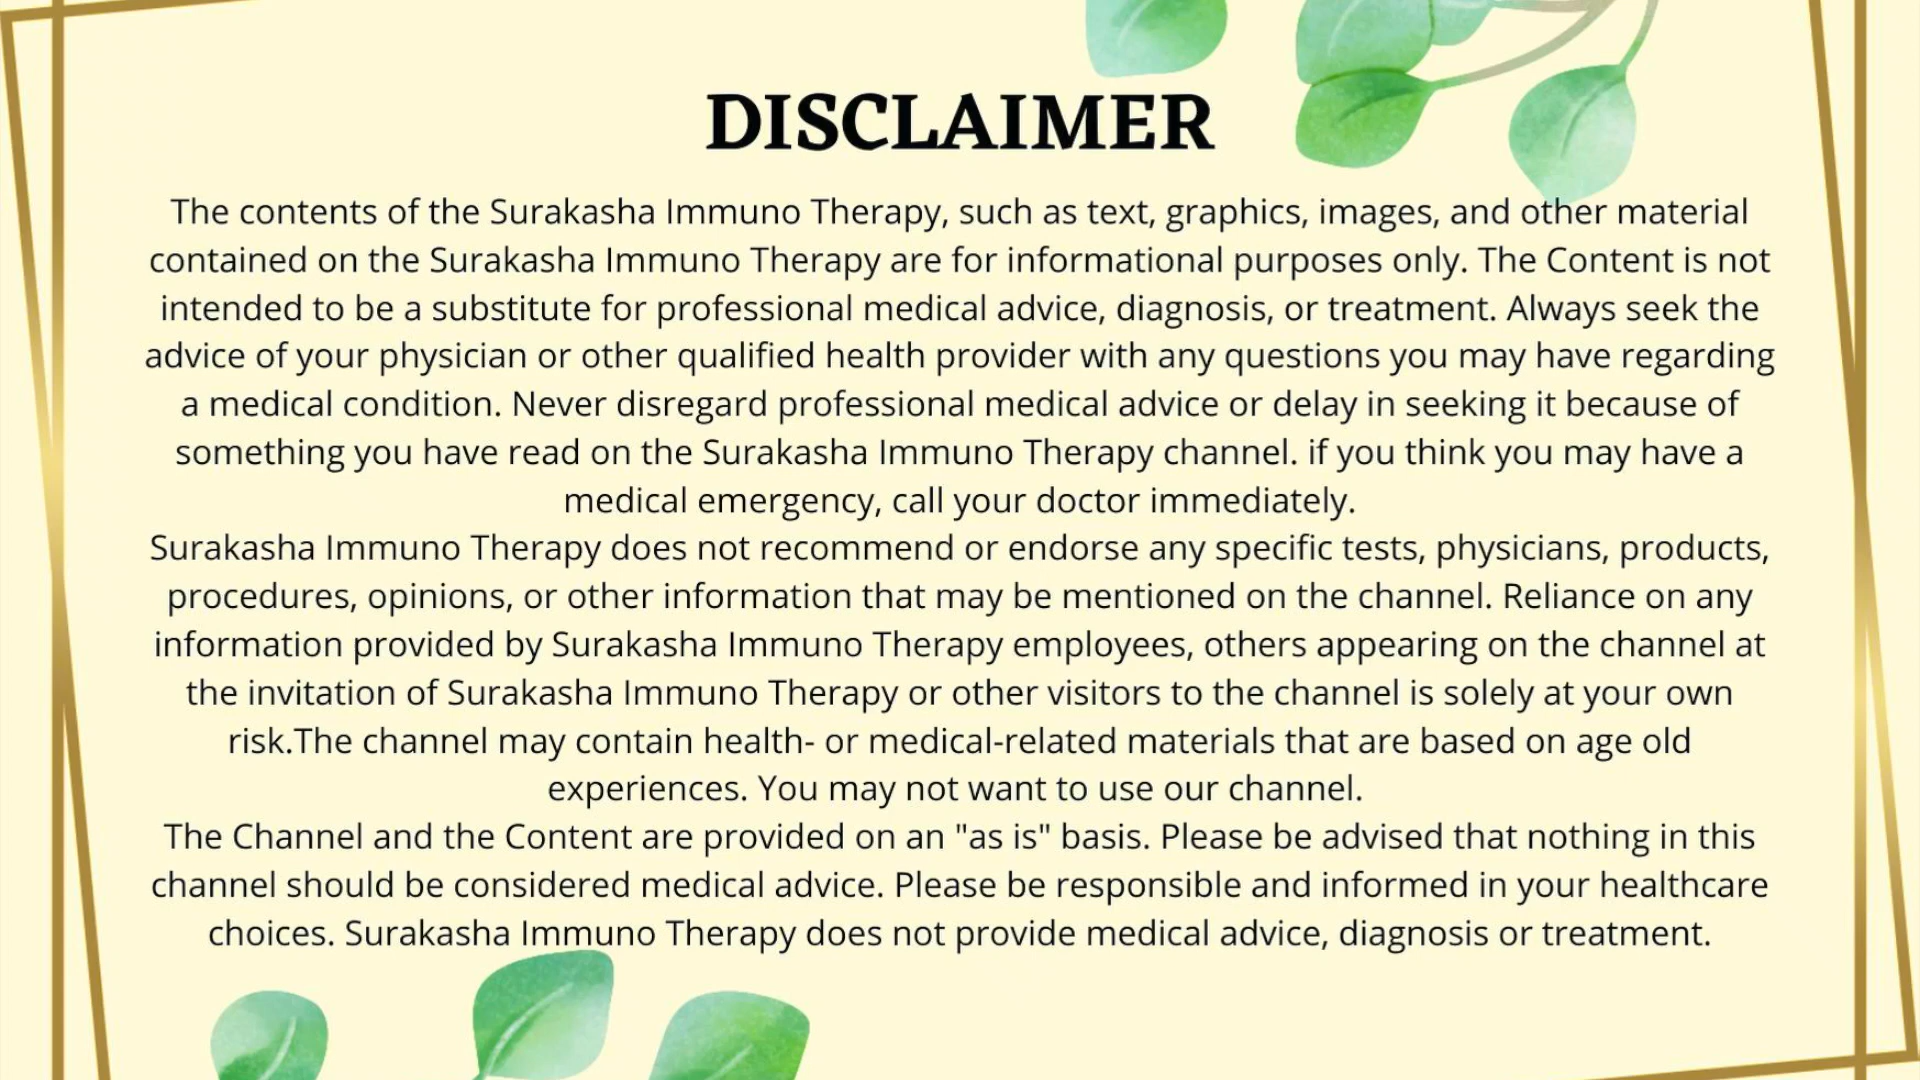 DISCLAIMER
The contents of the Surakasha Immuno Therapy, such as text, graphics, images, and other material
contained on the Surakasha Immuno Therapy are for informational purposes only. The Content is not
intended to be a substitute for professional medical advice, diagnosis, or treatment. Always seek the
advice of your physician or other qualified health provider with any questions you may have regarding
a medical condition. Never disregard professional medical advice or delay in seeking it because of
something you have read on the Surakasha Immuno Therapy channel. if you think you may have a
medical emergency, call your doctor immediately.
Surakasha Immuno Therapy does not recommend or endorse any specific tests, physicians, products,
procedures, opinions, or other information that may be mentioned on the channel. Reliance on any
information provided by Surakasha Immuno Therapy employees, others appearing on the channel at
the invitation of Surakasha Immuno Therapy or other visitors to the channel is solely at your own
risk.The channel may contain health- or medical-related materials that are based on age old
experiences. You may not want to use our channel.
The Channel and the Content are provided on an "as is" basis. Please be advised that nothing in this
channel should be considered medical advice. Please be responsible and informed in your healthcare
choices. Surakasha Immuno Therapy does not provide medical advice, diagnosis or treatment.